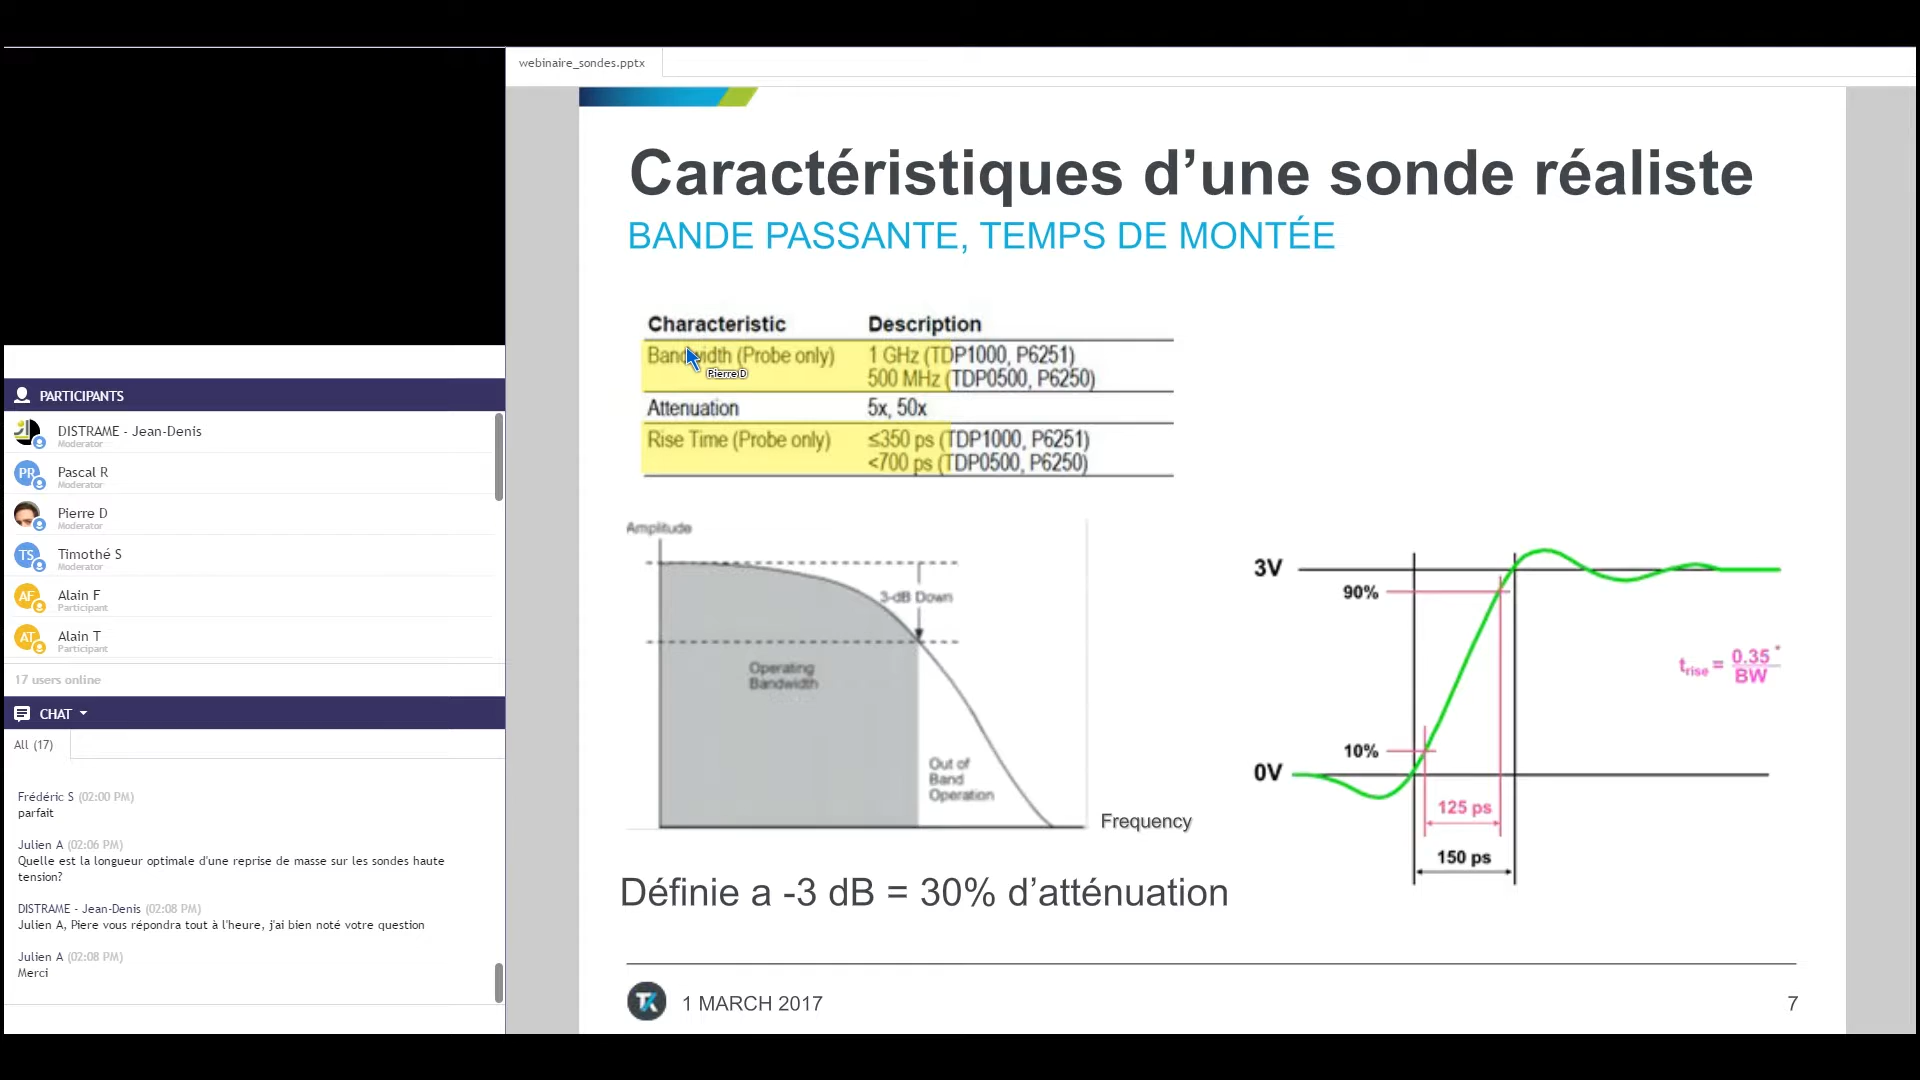 webinaire_sondes.pptx
Caractéristiques d’une sonde réaliste
BANDE PASSANTE, TEMPS DE MONTÉE
Characteristic Description
Bandwidth (Probe only) 1 GHz (TDP1000, P6251)
500 MHz (TDP0500, P6250)
Pierre D
Attenuation 5x, 50x
Rise Time (Probe only) ≤350 ps (TDP1000, P6251)
<700 ps (TDP0500, P6250)
Amplitude
3-dB Down
Operating
Bandwidth
Out of
Band
Operation
Frequency
3V
90%
10%
0V
125 ps
150 ps
trise = 0.35 *
BW
Définie a -3 dB = 30% d’atténuation
1 MARCH 2017
7
PARTICIPANTS
DISTRAME - Jean-Denis
Moderator
PR
Pascal R
Moderator
Pierre D
Moderator
TS
Timothé S
Moderator
AF
Alain F
Participant
AT
Alain T
Participant
17 users online
CHAT
All (17)
Frédéric S (02:00 PM)
parfait
Julien A (02:06 PM)
Quelle est la longueur optimale d'une reprise de masse sur les sondes haute
tension?
DISTRAME - Jean-Denis (02:08 PM)
Julien A, Piere vous répondra tout à l'heure, j'ai bien noté votre question
Julien A (02:08 PM)
Merci